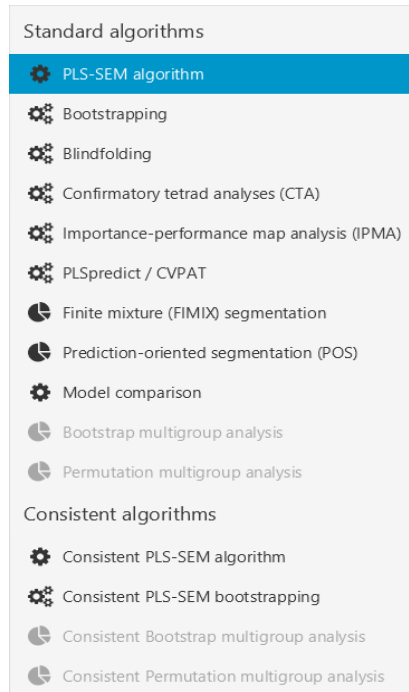 Standard algorithms
PLS-SEM algorithm
Bootstrapping
Blindfolding
Confirmatory tetrad analyses (CTA)
Importance-performance map analysis (IPMA)
PLSpredict / CVPAT
Finite mixture (FIMIX) segmentation
Prediction-oriented segmentation (POS)
Model comparison
Bootstrap multigroup analysis
Permutation multigroup analysis
Consistent algorithms
Consistent PLS-SEM algorithm
Consistent PLS-SEM bootstrapping
Consistent Bootstrap multigroup analysis
Consistent Permutation multigroup analysis